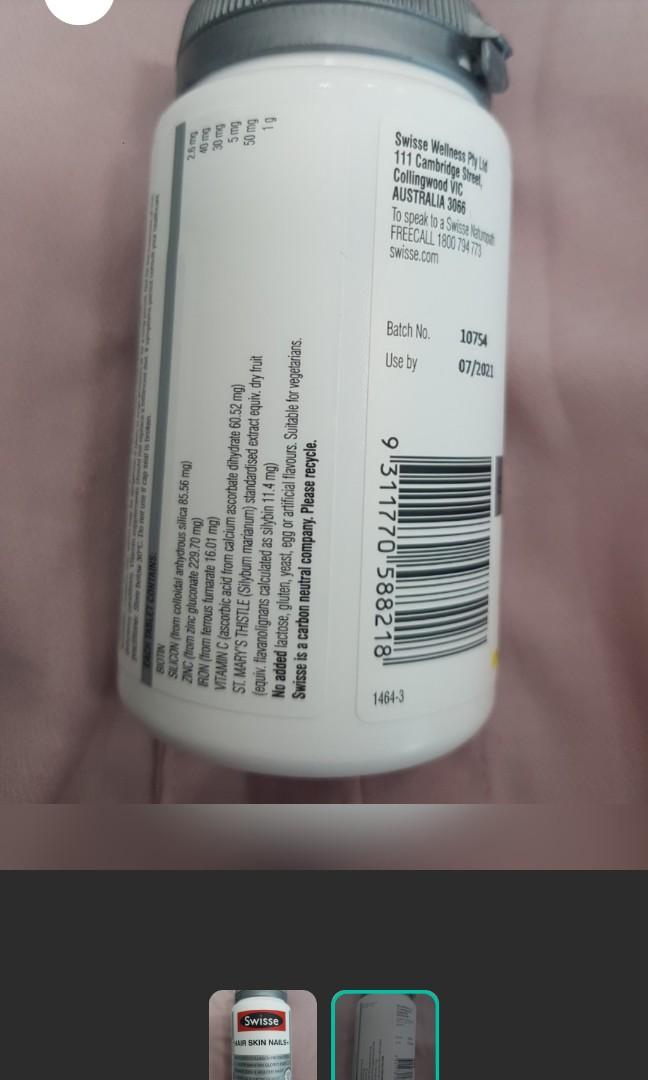 EACH TABLET CONTAINS:
BIOTIN 2.6 mg
SILICON (from colloidal anhydrous silica 85.56 mg) 40 mg
ZINC (from zinc gluconate 229.70 mg) 30 mg
IRON (from ferrous fumarate 16.01 mg) 5 mg
VITAMIN C (ascorbic acid from calcium ascorbate dihydrate 60.52 mg) 50 mg
ST. MARY'S THISTLE (Silybum marianum) standardised extract equiv. dry fruit 1 g
(equiv. flavanolignans calculated as silybin 11.4 mg)
No added lactose, gluten, yeast, egg or artificial flavours. Suitable for vegetarians.
Swisse is a carbon neutral company. Please recycle.
Swisse Wellness Pty Ltd
111 Cambridge Street,
Collingwood VIC
AUSTRALIA 3066
To speak to a Swisse Naturopath
FREECALL 1800 794 773
swisse.com
Batch No. 10754
Use by 07/2021
9 311770 588218
1464-3
Swisse
HAIR SKIN NAILS+